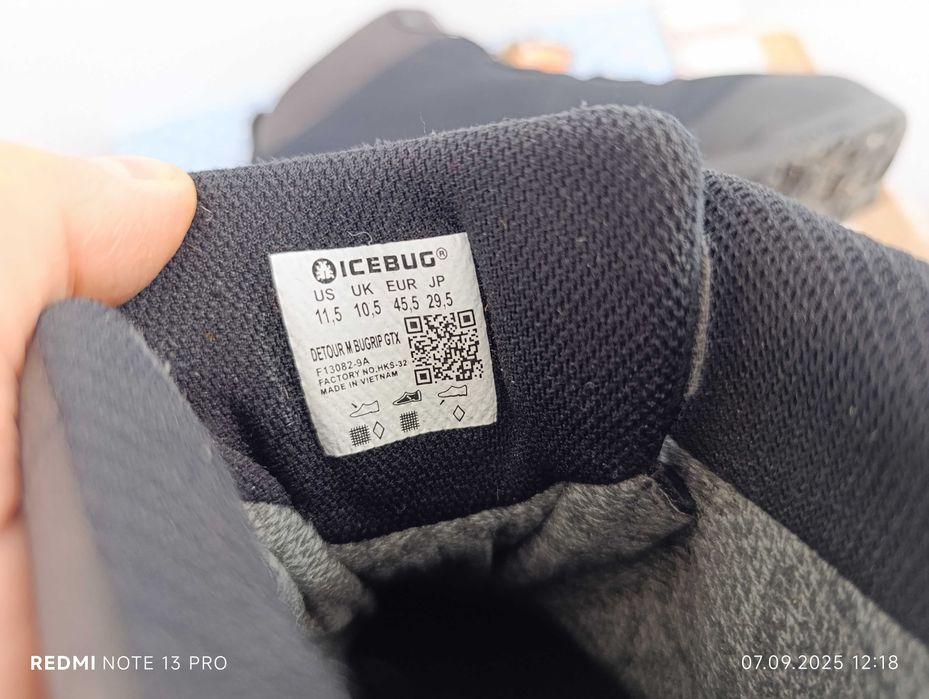 ICEBUG®
US UK EUR JP
11,5 10,5 45,5 29,5
DETOUR M BUGRIP GTX
F13082-9A
FACTORY NO.HKS-32
MADE IN VIETNAM
REDMI NOTE 13 PRO
07.09.2025 12:18